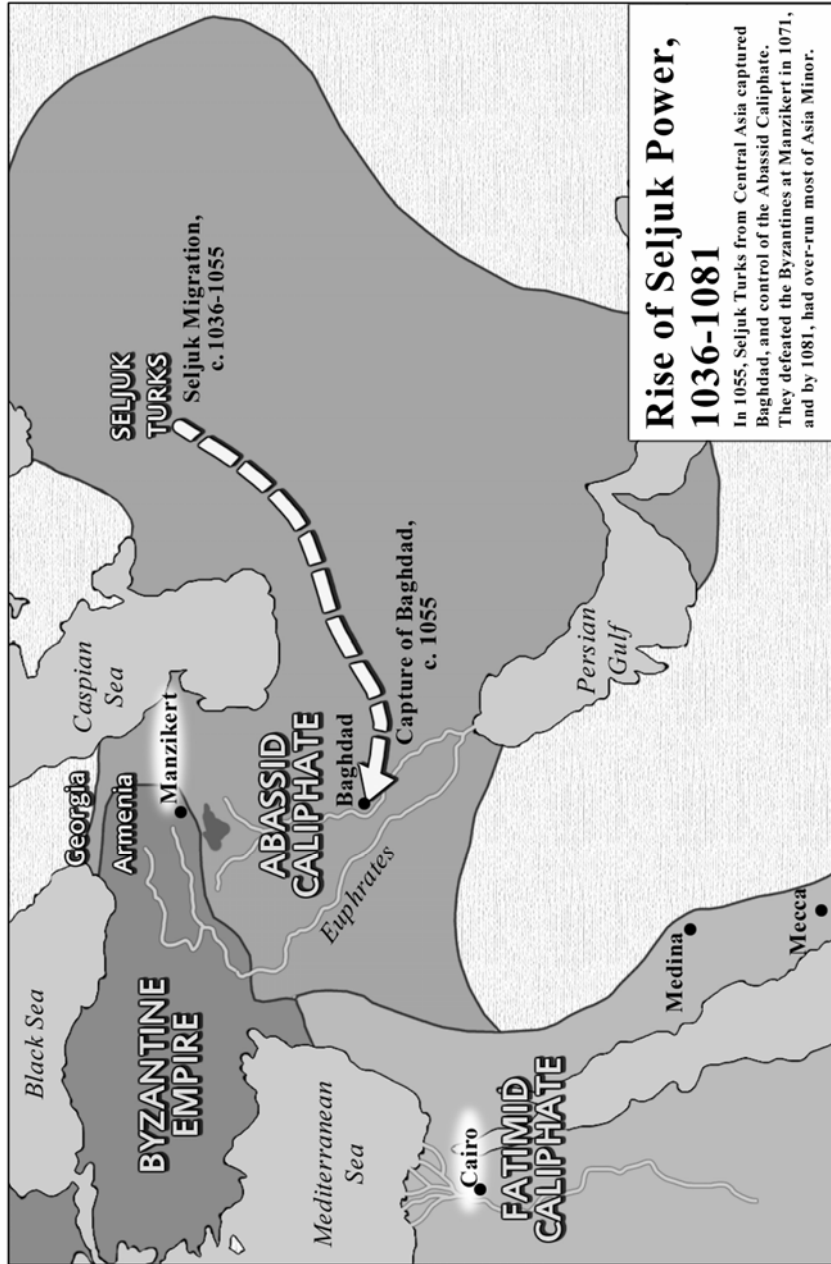 Black Sea
Georgia
Armenia
Caspian
Sea
Manzikert
SELJUK
TURKS
Seljuk Migration,
c. 1036-1055
BYZANTINE
EMPIRE
ABASSID
CALIPHATE
Baghdad
Capture of Baghdad,
c. 1055
Euphrates
Mediterranean
Sea
Cairo
FATIMID
CALIPHATE
Medina
Mecca
Persian
Gulf
Rise of Seljuk Power,
1036-1081
In 1055, Seljuk Turks from Central Asia captured
Baghdad, and control of the Abassid Caliphate.
They defeated the Byzantines at Manzikert in 1071,
and by 1081, had over-run most of Asia Minor.